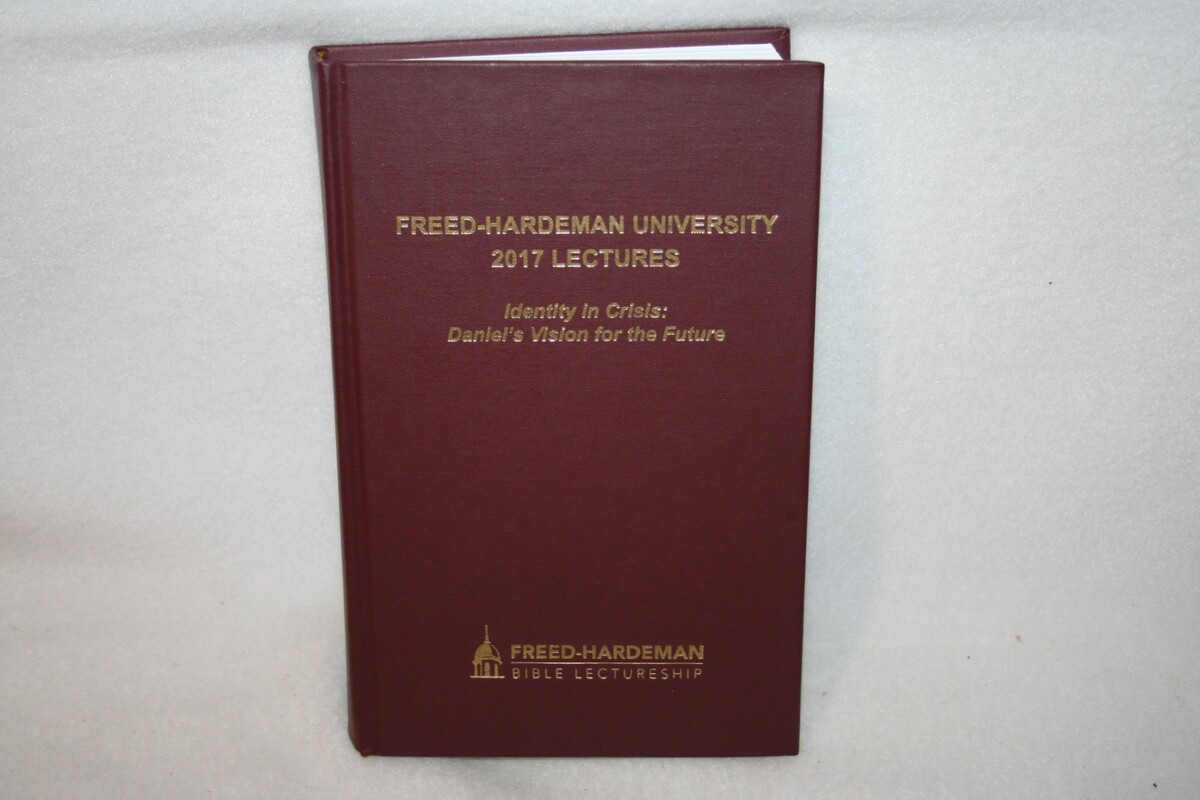 FREED-HARDEMAN UNIVERSITY
2017 LECTURES
Identity in Crisis:
Daniel's Vision for the Future
FREED-HARDEMAN
BIBLE LECTURESHIP